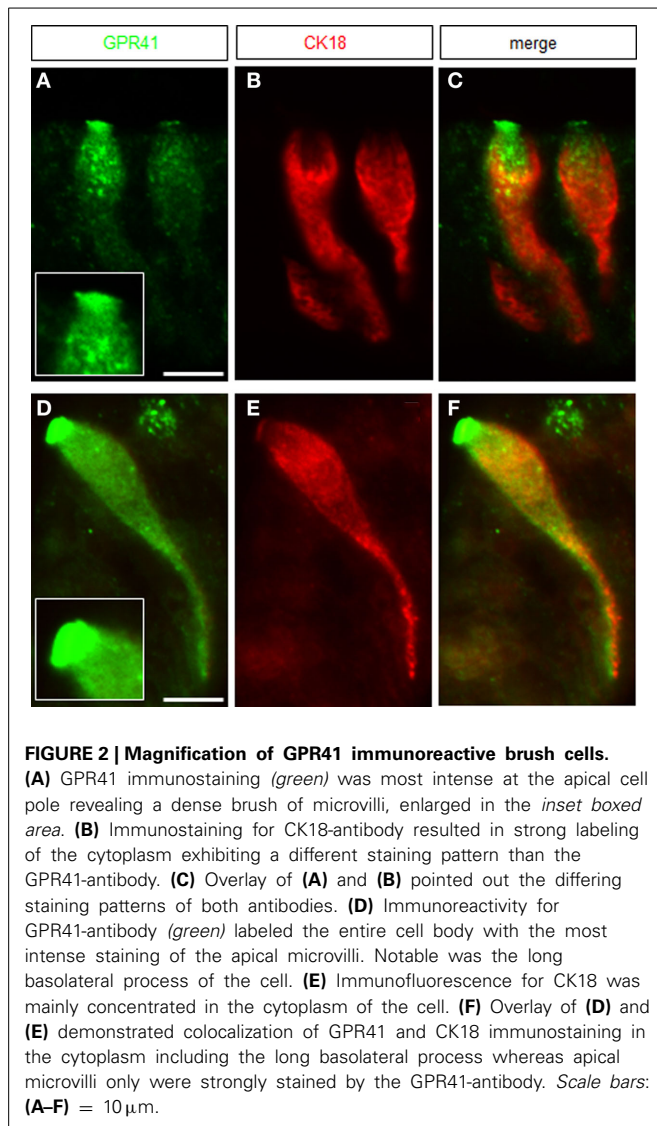 GPR41 CK18 merge
A B C
D E F
FIGURE 2 | Magnification of GPR41 immunoreactive brush cells.
(A) GPR41 immunostaining (green) was most intense at the apical cell
pole revealing a dense brush of microvilli, enlarged in the inset boxed
area. (B) Immunostaining for CK18-antibody resulted in strong labeling
of the cytoplasm exhibiting a different staining pattern than the
GPR41-antibody. (C) Overlay of (A) and (B) pointed out the differing
staining patterns of both antibodies. (D) Immunoreactivity for
GPR41-antibody (green) labeled the entire cell body with the most
intense staining of the apical microvilli. Notable was the long
basolateral process of the cell. (E) Immunofluorescence for CK18 was
mainly concentrated in the cytoplasm of the cell. (F) Overlay of (D) and
(E) demonstrated colocalization of GPR41 and CK18 immunostaining in
the cytoplasm including the long basolateral process whereas apical
microvilli only were strongly stained by the GPR41-antibody. Scale bars:
(A–F) = 10 μm.